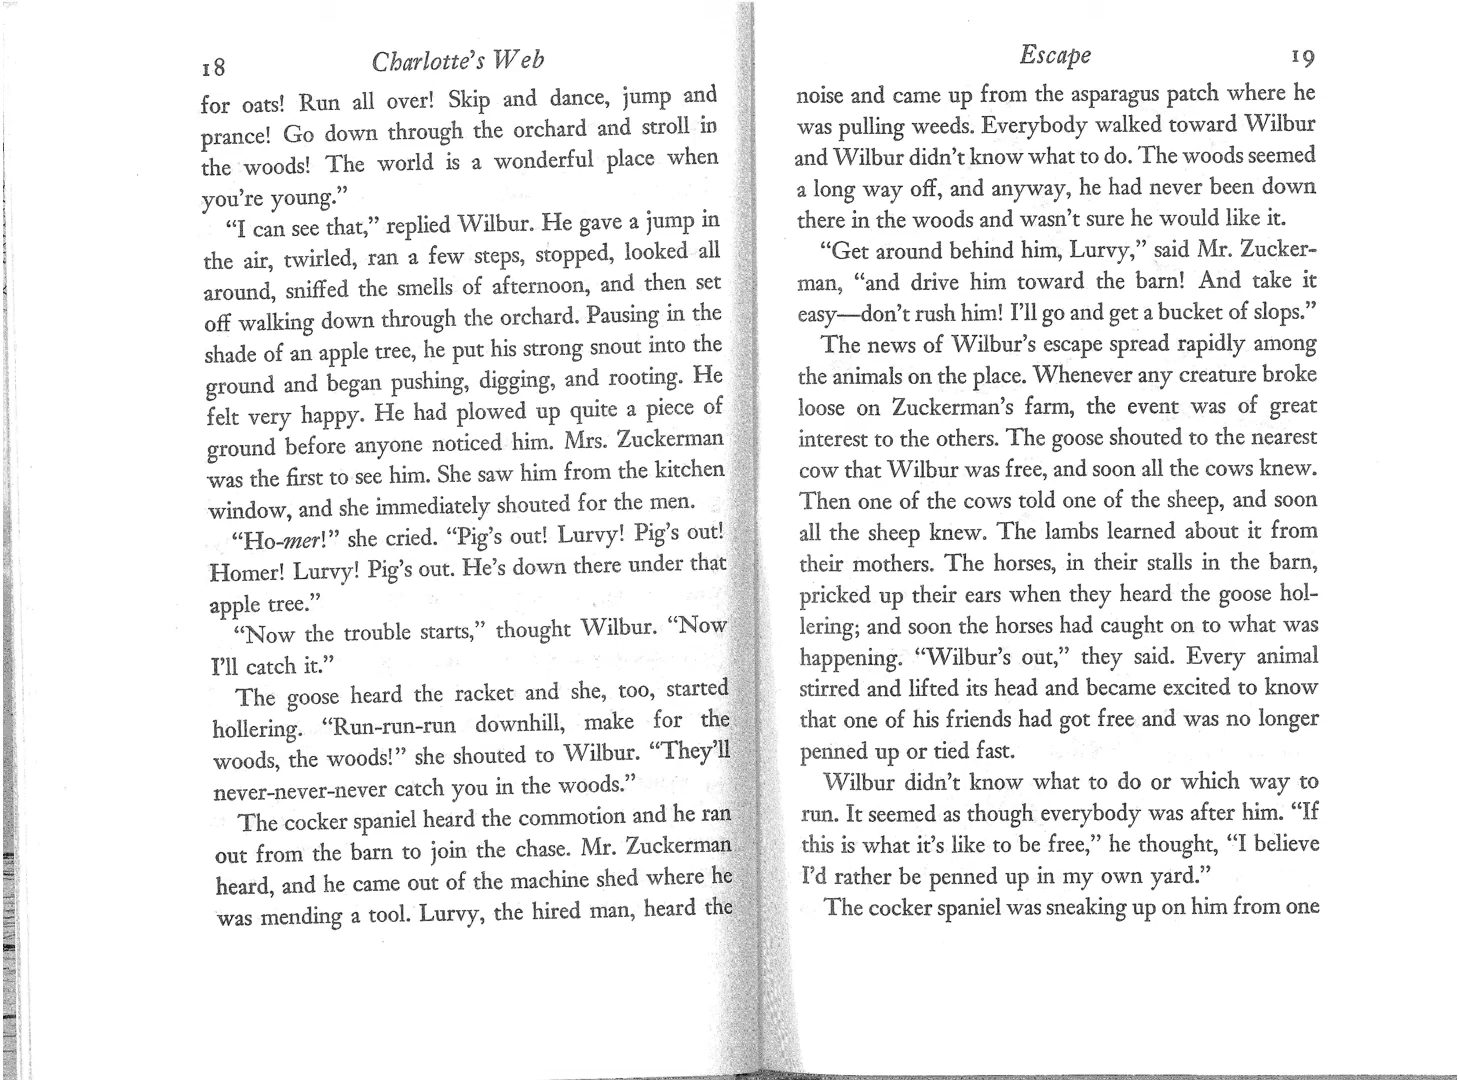 18 Charlotte's Web
for oats! Run all over! Skip and dance, jump and
prance! Go down through the orchard and stroll in
the woods! The world is a wonderful place when
you're young.”
“I can see that,” replied Wilbur. He gave a jump in
the air, twirled, ran a few steps, stopped, looked all
around, sniffed the smells of afternoon, and then set
off walking down through the orchard. Pausing in the
shade of an apple tree, he put his strong snout into the
ground and began pushing, digging, and rooting. He
felt very happy. He had plowed up quite a piece of
ground before anyone noticed him. Mrs. Zuckerman
was the first to see him. She saw him from the kitchen
window, and she immediately shouted for the men.
“Ho-mer!” she cried. “Pig's out! Lurvy! Pig's out!
Homer! Lurvy! Pig's out. He's down there under that
apple tree.”
“Now the trouble starts,” thought Wilbur. “Now
I'll catch it.”
The goose heard the racket and she, too, started
hollering. “Run-run-run downhill, make for the
woods, the woods!” she shouted to Wilbur. “They'll
never-never-never catch you in the woods.”
The cocker spaniel heard the commotion and he ran
out from the barn to join the chase. Mr. Zuckerman
heard, and he came out of the machine shed where he
was mending a tool. Lurvy, the hired man, heard the
Escape 19
noise and came up from the asparagus patch where he
was pulling weeds. Everybody walked toward Wilbur
and Wilbur didn't know what to do. The woods seemed
a long way off, and anyway, he had never been down
there in the woods and wasn't sure he would like it.
“Get around behind him, Lurvy,” said Mr. Zucker-
man, “and drive him toward the barn! And take it
easy—don't rush him! I'll go and get a bucket of slops.”
The news of Wilbur's escape spread rapidly among
the animals on the place. Whenever any creature broke
loose on Zuckerman's farm, the event was of great
interest to the others. The goose shouted to the nearest
cow that Wilbur was free, and soon all the cows knew.
Then one of the cows told one of the sheep, and soon
all the sheep knew. The lambs learned about it from
their mothers. The horses, in their stalls in the barn,
pricked up their ears when they heard the goose hol-
lering; and soon the horses had caught on to what was
happening. “Wilbur's out,” they said. Every animal
stirred and lifted its head and became excited to know
that one of his friends had got free and was no longer
penned up or tied fast.
Wilbur didn't know what to do or which way to
run. It seemed as though everybody was after him. “If
this is what it's like to be free,” he thought, “I believe
I'd rather be penned up in my own yard.”
The cocker spaniel was sneaking up on him from one